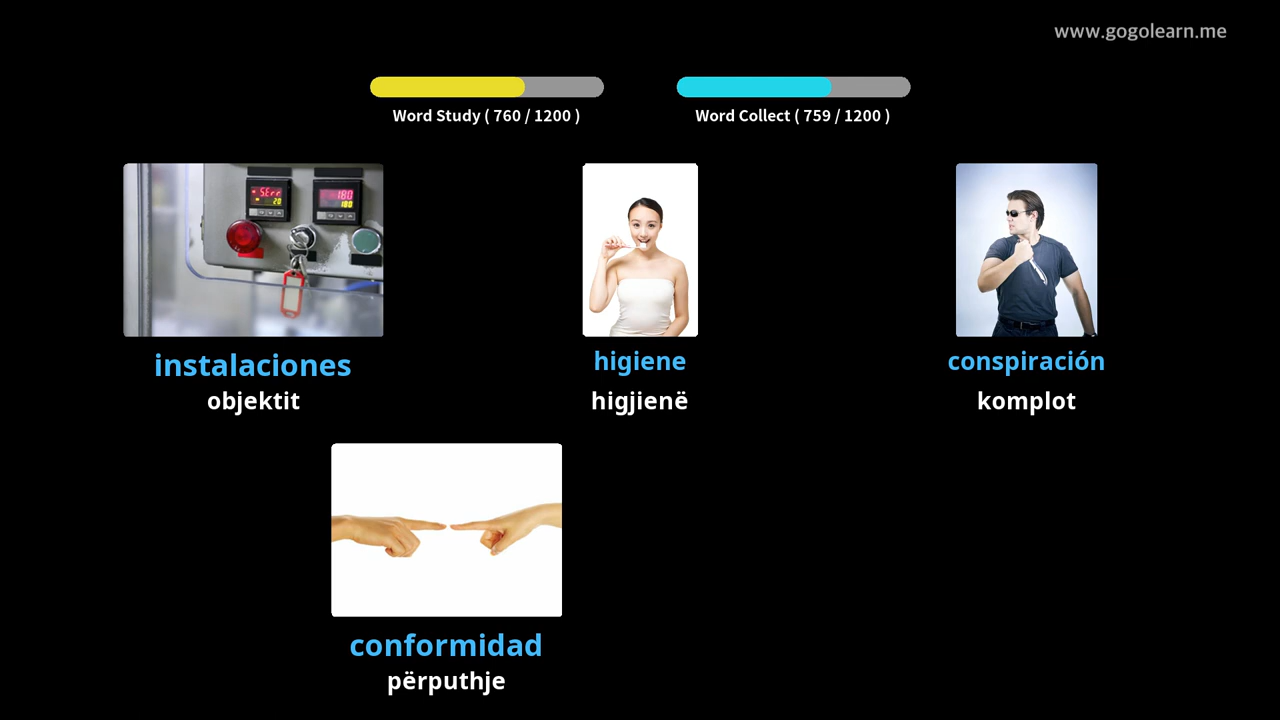 www.gogolearn.me
Word Study ( 760 / 1200 )
Word Collect ( 759 / 1200 )
instalaciones
objektit
higiene
higjienë
conspiración
komplot
conformidad
përputhje